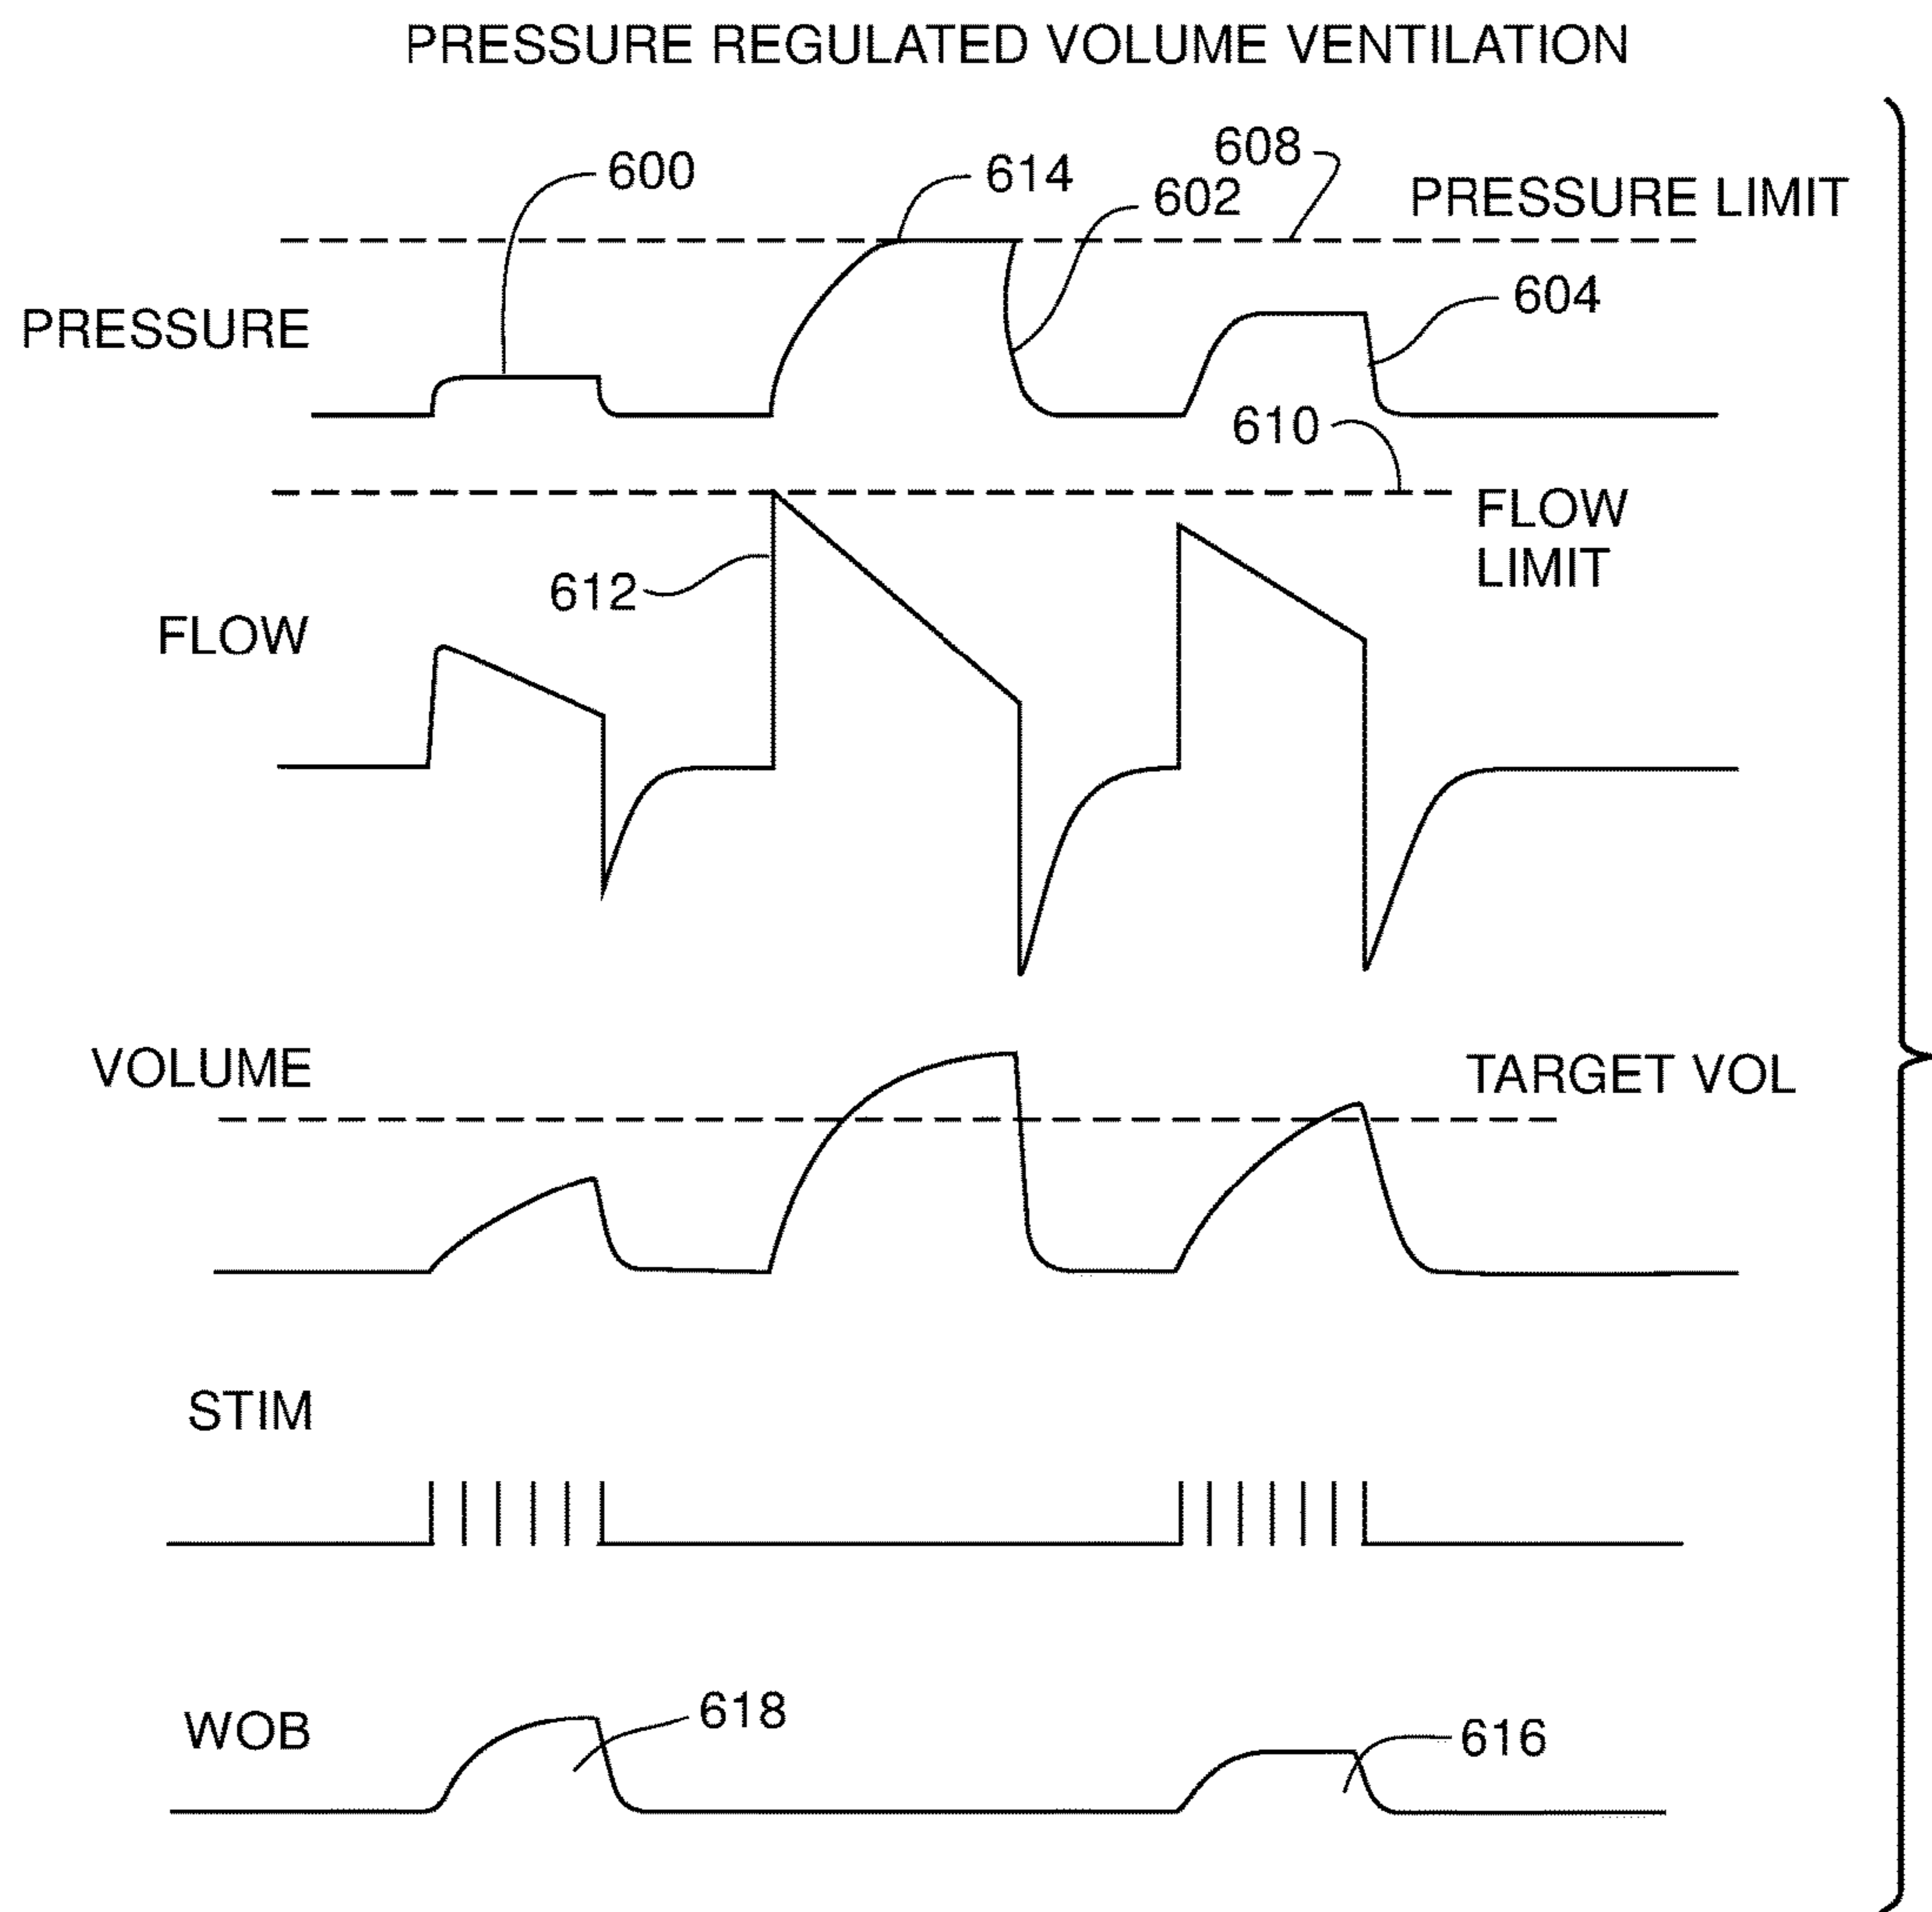 PRESSURE REGULATED VOLUME VENTILATION
600
614
608
602
PRESSURE LIMIT
604
PRESSURE
610
FLOW
LIMIT
612
FLOW
VOLUME
TARGET VOL
STIM
WOB
618
616